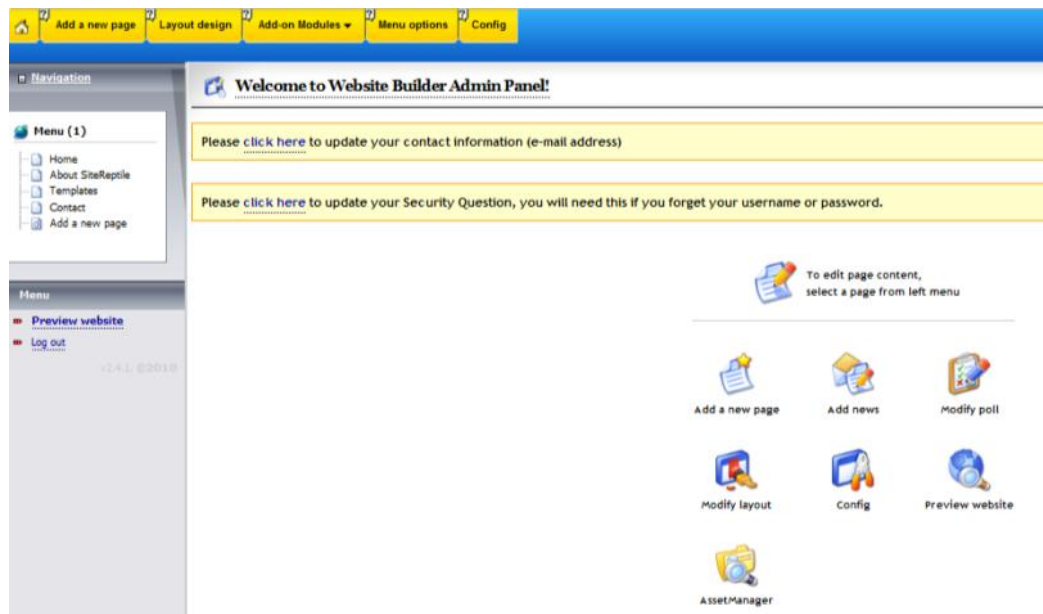 [?] Add a new page [?] Layout design [?] Add-on Modules [?] Menu options [?] Config
Navigation
Welcome to Website Builder Admin Panel!
Menu (1)
Home
About SiteReptile
Templates
Contact
Add a new page
Please click here to update your contact information (e-mail address)
Please click here to update your Security Question, you will need this if you forget your username or password.
Menu
Preview website
Log out
v2.4.1, ©2010
To edit page content,
select a page from left menu
Add a new page Add news Modify poll
Modify layout Config Preview website
AssetManager